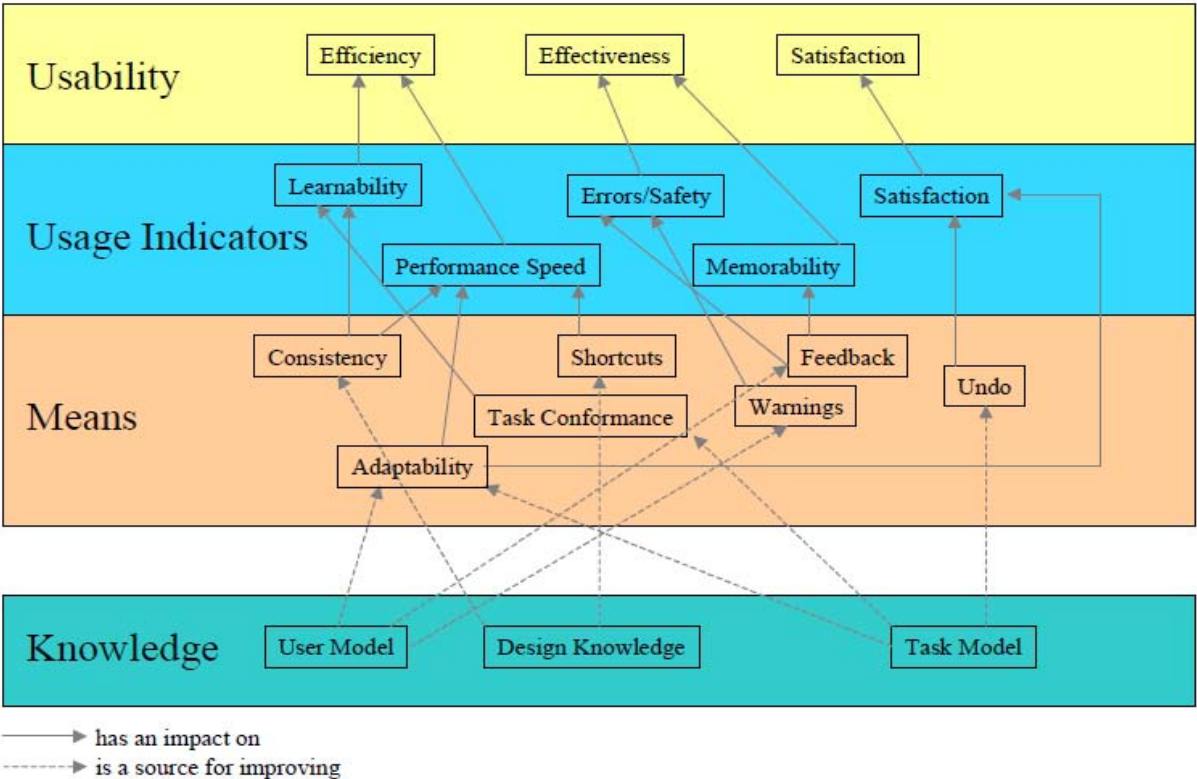 Usability
Efficiency
Effectiveness
Satisfaction
Usage Indicators
Learnability
Errors/Safety
Satisfaction
Performance Speed
Memorability
Means
Consistency
Shortcuts
Feedback
Undo
Task Conformance
Warnings
Adaptability
Knowledge
User Model
Design Knowledge
Task Model
has an impact on
is a source for improving